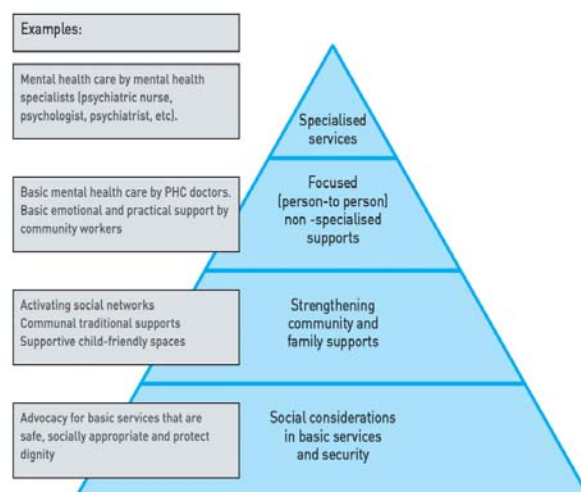 Examples:
Mental health care by mental health
specialists (psychiatric nurse,
psychologist, psychiatrist, etc).
Specialised
services
Basic mental health care by PHC doctors.
Basic emotional and practical support by
community workers
Focused
(person-to person)
non -specialised
supports
Activating social networks
Communal traditional supports
Supportive child-friendly spaces
Strengthening
community and
family supports
Advocacy for basic services that are
safe, socially appropriate and protect
dignity
Social considerations
in basic services
and security